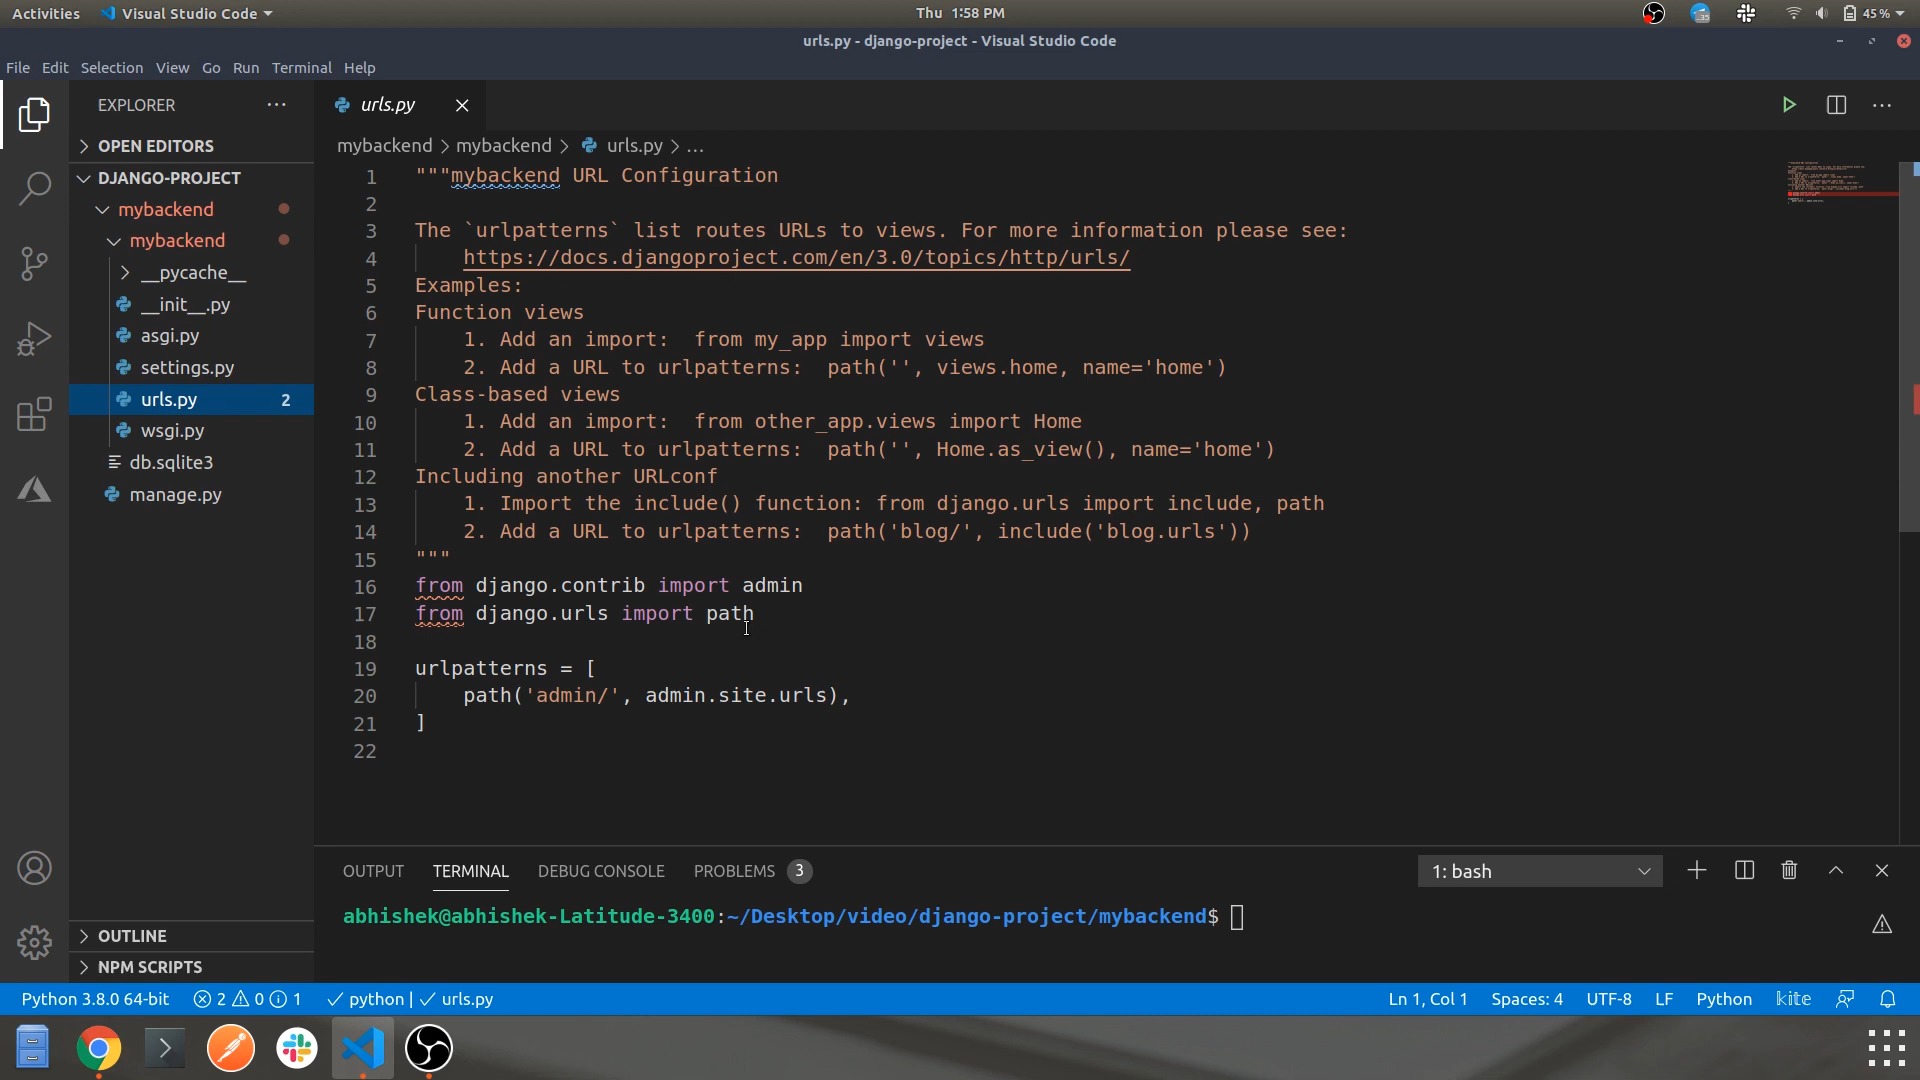 Activities
Visual Studio Code
Thu 1:58 PM
35
45 %
urls.py - django-project - Visual Studio Code
File Edit Selection View Go Run Terminal Help
EXPLORER
OPEN EDITORS
DJANGO-PROJECT
mybackend
mybackend
__pycache__
__init__.py
asgi.py
settings.py
urls.py 2
wsgi.py
db.sqlite3
manage.py
OUTLINE
NPM SCRIPTS
urls.py
mybackend > mybackend > urls.py > ...
1 """mybackend URL Configuration
2
3 The `urlpatterns` list routes URLs to views. For more information please see:
4 https://docs.djangoproject.com/en/3.0/topics/http/urls/
5 Examples:
6 Function views
7 1. Add an import:  from my_app import views
8 2. Add a URL to urlpatterns:  path('', views.home, name='home')
9 Class-based views
10 1. Add an import:  from other_app.views import Home
11 2. Add a URL to urlpatterns:  path('', Home.as_view(), name='home')
12 Including another URLconf
13 1. Import the include() function: from django.urls import include, path
14 2. Add a URL to urlpatterns:  path('blog/', include('blog.urls'))
15 """
16 from django.contrib import admin
17 from django.urls import path
18
19 urlpatterns = [
20 path('admin/', admin.site.urls),
21 ]
22
OUTPUT TERMINAL DEBUG CONSOLE PROBLEMS 3
1: bash
abhishek@abhishek-Latitude-3400:~/Desktop/video/django-project/mybackend$
Python 3.8.0 64-bit 2 0 1 python | urls.py
Ln 1, Col 1 Spaces: 4 UTF-8 LF Python kite